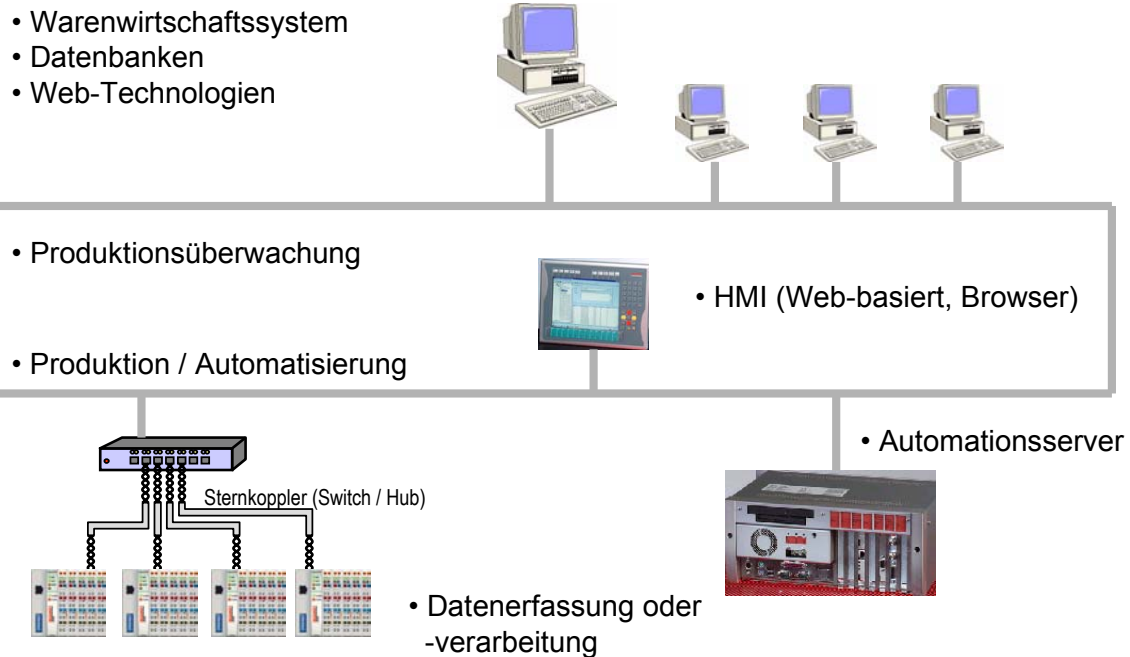 • Warenwirtschaftssystem
• Datenbanken
• Web-Technologien
• Produktionsüberwachung
• HMI (Web-basiert, Browser)
• Produktion / Automatisierung
• Automationsserver
Sternkoppler (Switch / Hub)
• Datenerfassung oder
-verarbeitung